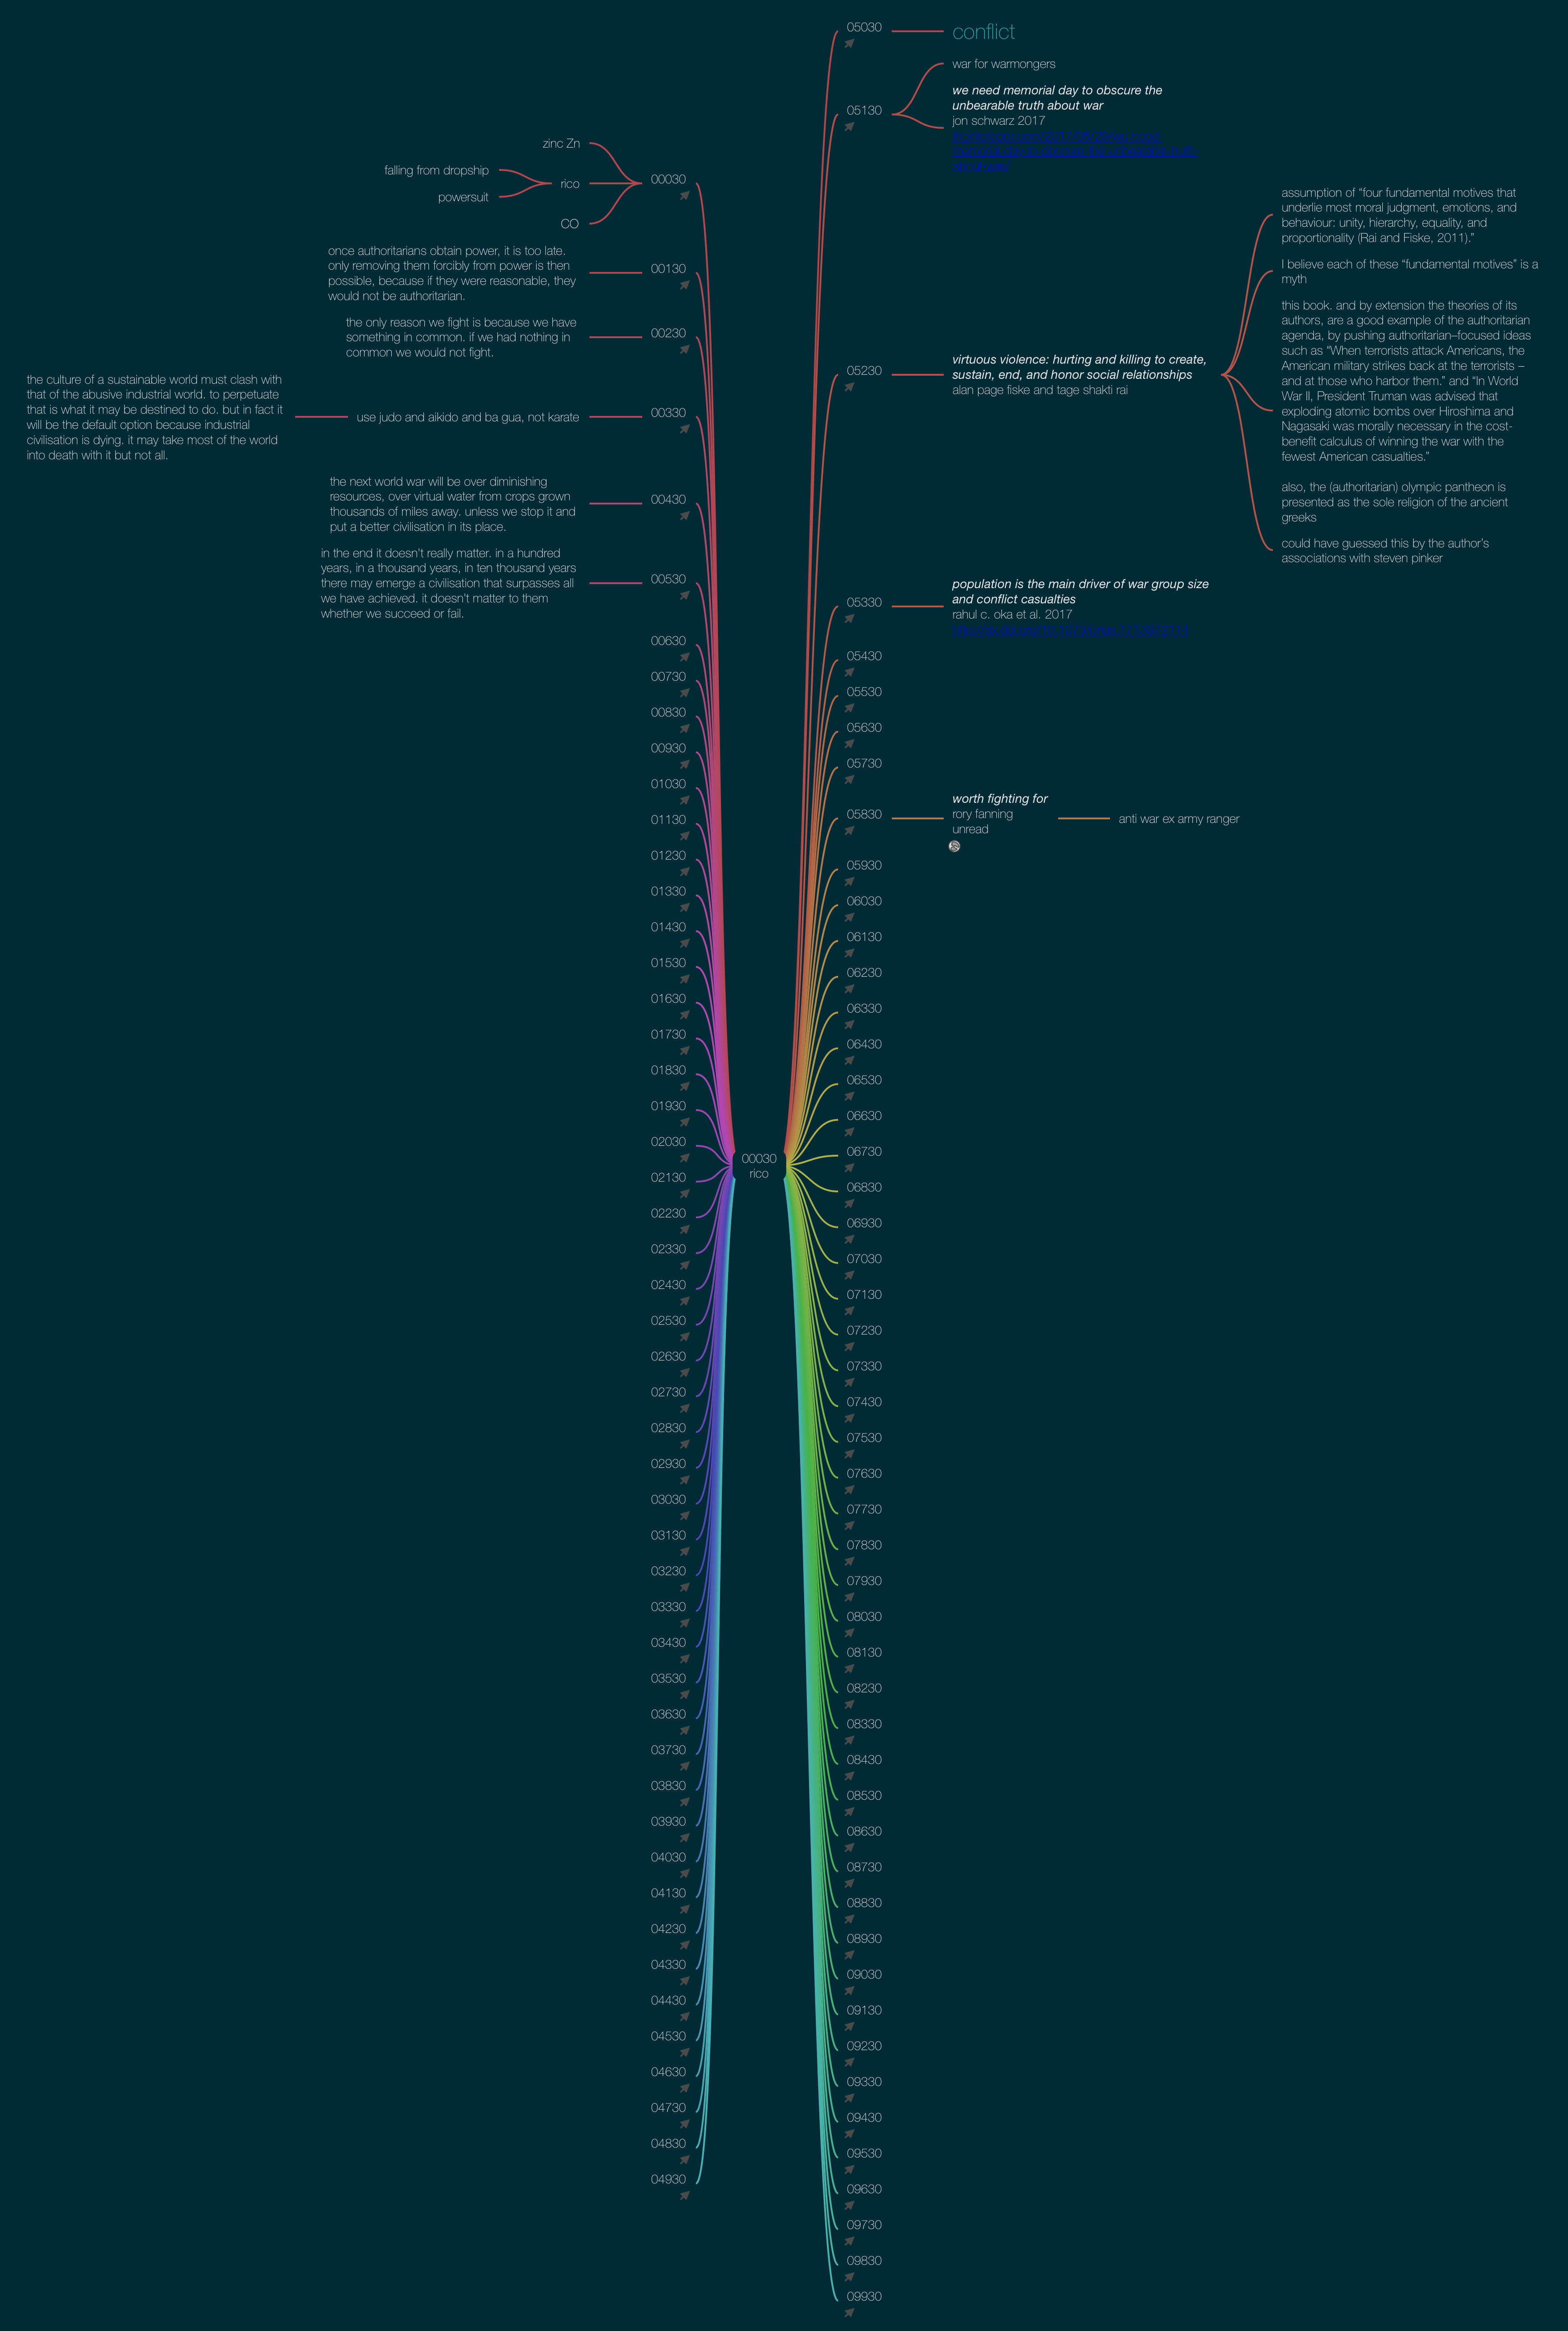 zinc Zn
falling from dropship
rico
powersuit
CO
00030
once authoritarians obtain power, it is too late.
only removing them forcibly from power is then
possible, because if they were reasonable, they
would not be authoritarian.
00130
the only reason we fight is because we have
something in common. if we had nothing in
common we would not fight.
00230
the culture of a sustainable world must clash with
that of the abusive industrial world. to perpetuate
that is what it may be destined to do. but in fact it
will be the default option because industrial
civilisation is dying. it may take most of the world
into death with it but not all.
use judo and aikido and ba gua, not karate
00330
the next world war will be over diminishing
resources, over virtual water from crops grown
thousands of miles away. unless we stop it and
put a better civilisation in its place.
00430
in the end it doesn't really matter. in a hundred
years, in a thousand years, in ten thousand years
there may emerge a civilisation that surpasses all
we have achieved. it doesn't matter to them
whether we succeed or fail.
00530
00630
00730
00830
00930
01030
01130
01230
01330
01430
01530
01630
01730
01830
01930
02030
02130
02230
02330
02430
02530
02630
02730
02830
02930
03030
03130
03230
03330
03430
03530
03630
03730
03830
03930
04030
04130
04230
04330
04430
04530
04630
04730
04830
04930
00030
rico
05030
conflict
05130
war for warmongers
we need memorial day to obscure the
unbearable truth about war
jon schwarz 2017
05230
virtuous violence: hurting and killing to create,
sustain, end, and honor social relationships
alan page fiske and tage shakti rai
assumption of “four fundamental motives that
underlie most moral judgment, emotions, and
behaviour: unity, hierarchy, equality, and
proportionality (Rai and Fiske, 2011).”
I believe each of these “fundamental motives” is a
myth
this book. and by extension the theories of its
authors, are a good example of the authoritarian
agenda, by pushing authoritarian–focused ideas
such as “When terrorists attack Americans, the
American military strikes back at the terrorists –
and at those who harbor them.” and “In World
War II, President Truman was advised that
exploding atomic bombs over Hiroshima and
Nagasaki was morally necessary in the cost-
benefit calculus of winning the war with the
fewest American casualties.”
also, the (authoritarian) olympic pantheon is
presented as the sole religion of the ancient
greeks
could have guessed this by the author's
associations with steven pinker
05330
population is the main driver of war group size
and conflict casualties
rahul c. oka et al. 2017
05430
05530
05630
05730
05830
worth fighting for
rory fanning
unread
anti war ex army ranger
05930
06030
06130
06230
06330
06430
06530
06630
06730
06830
06930
07030
07130
07230
07330
07430
07530
07630
07730
07830
07930
08030
08130
08230
08330
08430
08530
08630
08730
08830
08930
09030
09130
09230
09330
09430
09530
09630
09730
09830
09930